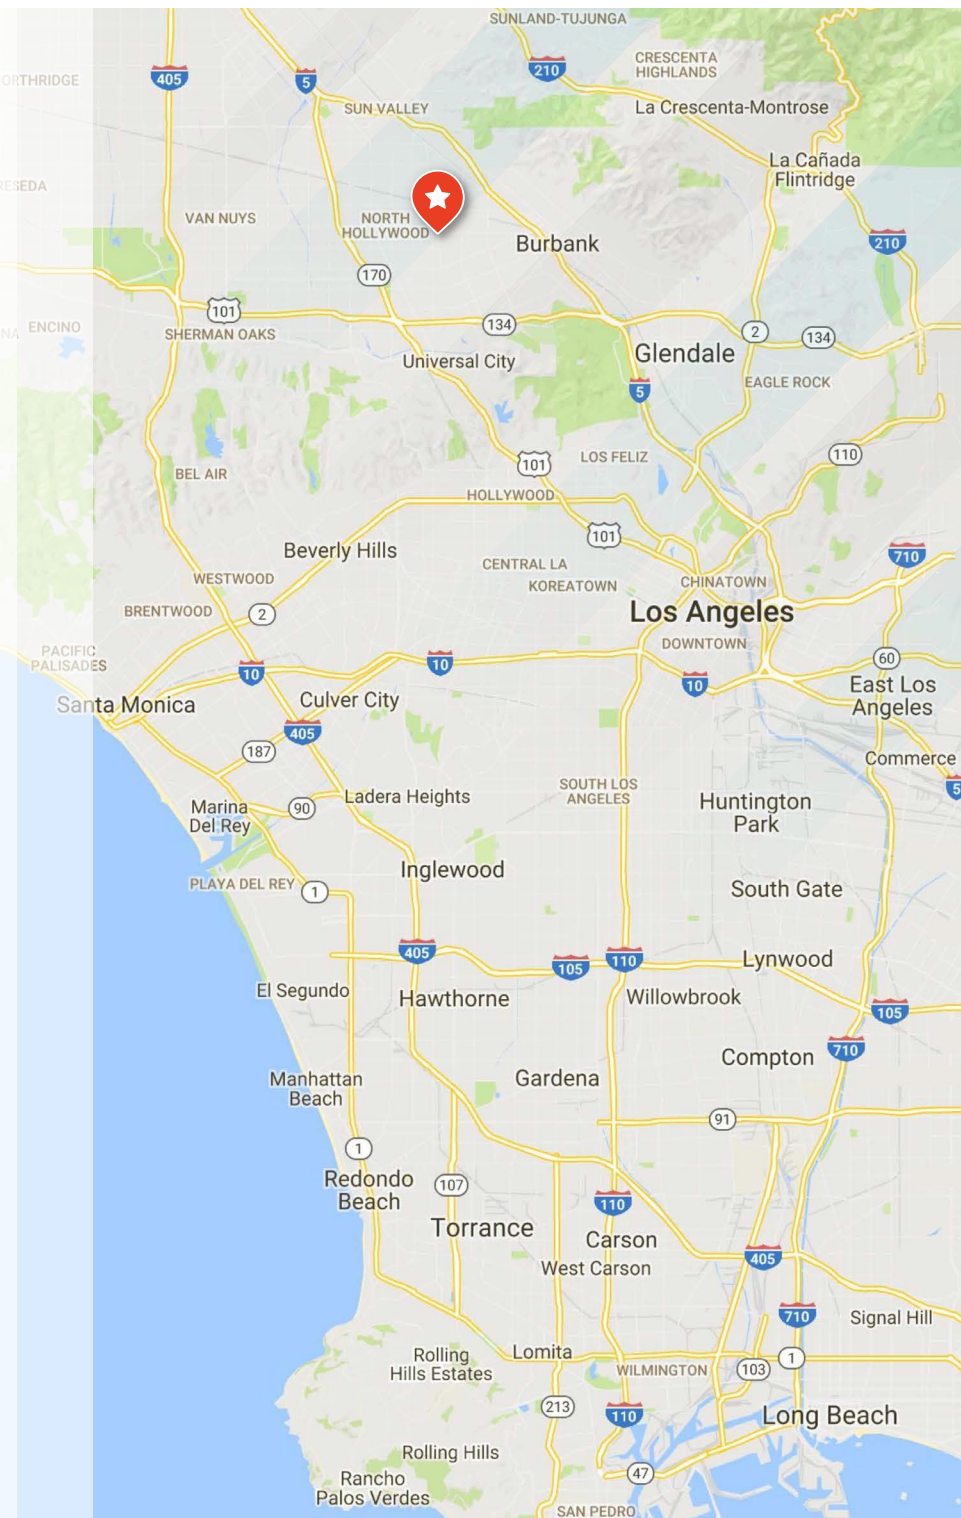 SUNLAND-TUJUNGA
CRESCENTA
HIGHLANDS
210
405
5
SUN VALLEY
La Crescenta-Montrose
La Cañada
Flintridge
VAN NUYS
NORTH
HOLLYWOOD
Burbank
210
170
101
134
2
134
ENCINO
SHERMAN OAKS
Universal City
Glendale
5
EAGLE ROCK
BEL AIR
101
LOS FELIZ
110
HOLLYWOOD
101
Beverly Hills
CENTRAL LA
KOREATOWN
CHINATOWN
710
WESTWOOD
BRENTWOOD
2
Los Angeles
DOWNTOWN
PACIFIC
PALISADES
10
10
10
60
Santa Monica
Culver City
East Los
Angeles
405
187
Commerce
5
Marina
Del Rey
90
Ladera Heights
SOUTH LOS
ANGELES
Huntington
Park
Inglewood
PLAYA DEL REY
1
South Gate
405
105
110
Lynwood
El Segundo
Hawthorne
Willowbrook
105
710
Compton
Manhattan
Beach
Gardena
91
1
Redondo
Beach
107
110
Torrance
Carson
West Carson
405
710
Signal Hill
Rolling
Hills Estates
Lomita
WILMINGTON
103
1
213
110
Long Beach
Rolling Hills
47
Rancho
Palos Verdes
SAN PEDRO